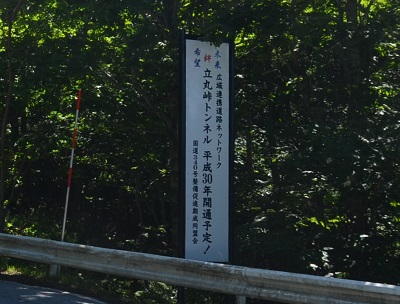 未来 広域連携道路ネットワーク
絆 立丸峠トンネル 平成30年開通予定!
希望
国道340号整備促進期成同盟会